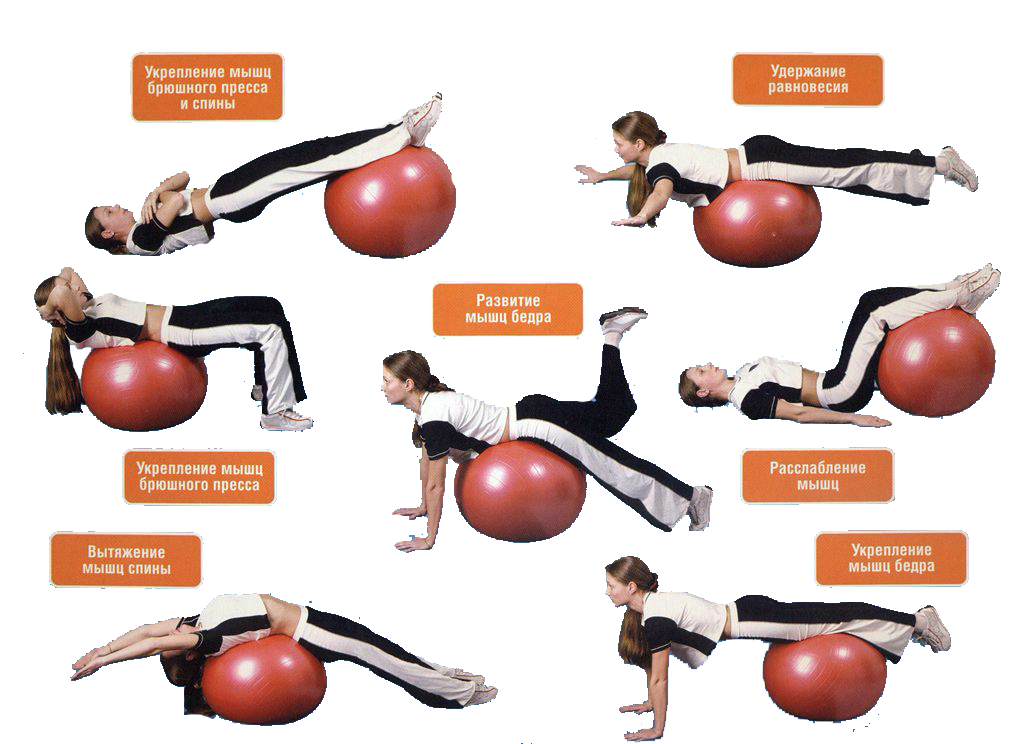 Укрепление мышц
брюшного пресса
и спины
Удержание
равновесия
Развитие
мышц бедра
Укрепление мышц
брюшного пресса
Расслабление
мышц
Вытяжение
мышц спины
Укрепление
мышц бедра